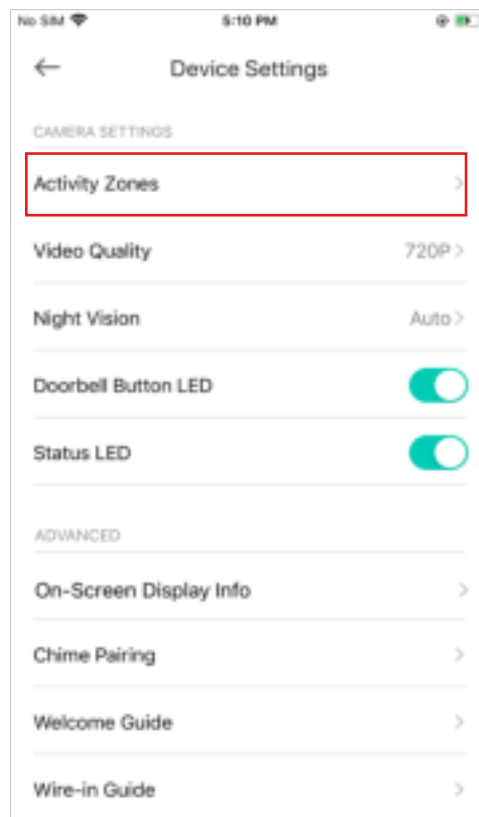 No SIM 5:10 PM
Device Settings
CAMERA SETTINGS
Activity Zones
Video Quality 720P
Night Vision Auto
Doorbell Button LED
Status LED
ADVANCED
On-Screen Display Info
Chime Pairing
Welcome Guide
Wire-in Guide